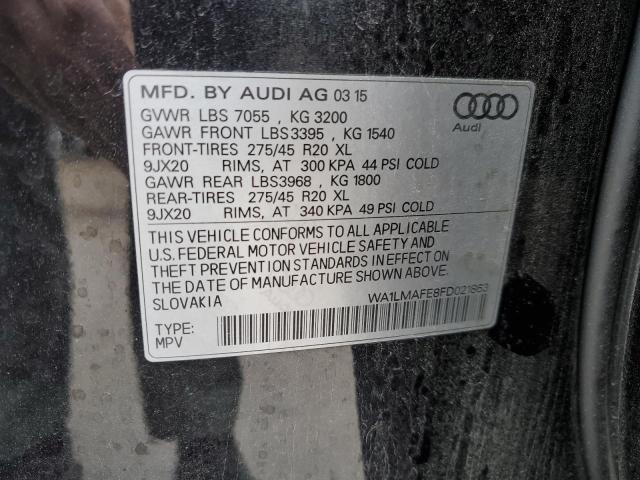 MFD. BY AUDI AG 03 15
GVWR LBS 7055 , KG 3200
GAWR FRONT LBS3395 , KG 1540
FRONT-TIRES 275/45 R20 XL
9JX20 RIMS, AT 300 KPA 44 PSI COLD
GAWR REAR LBS3968 , KG 1800
REAR-TIRES 275/45 R20 XL
9JX20 RIMS, AT 340 KPA 49 PSI COLD
Audi
THIS VEHICLE CONFORMS TO ALL APPLICABLE
U.S. FEDERAL MOTOR VEHICLE SAFETY AND
THEFT PREVENTION STANDARDS IN EFFECT ON
THE DATE OF MANUFACTURE SHOWN ABOVE.
SLOVAKIA
WA1LMAFE8FD021863
TYPE:
MPV